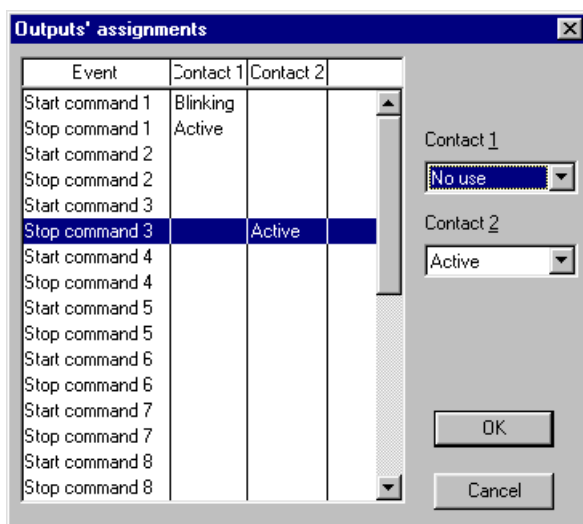 Outputs' assignments
Event Contact 1 Contact 2
Start command 1 Blinking
Stop command 1 Active
Start command 2
Stop command 2
Start command 3
Stop command 3 Active
Start command 4
Stop command 4
Start command 5
Stop command 5
Start command 6
Stop command 6
Start command 7
Stop command 7
Start command 8
Stop command 8
Contact 1
No use
Contact 2
Active
OK
Cancel